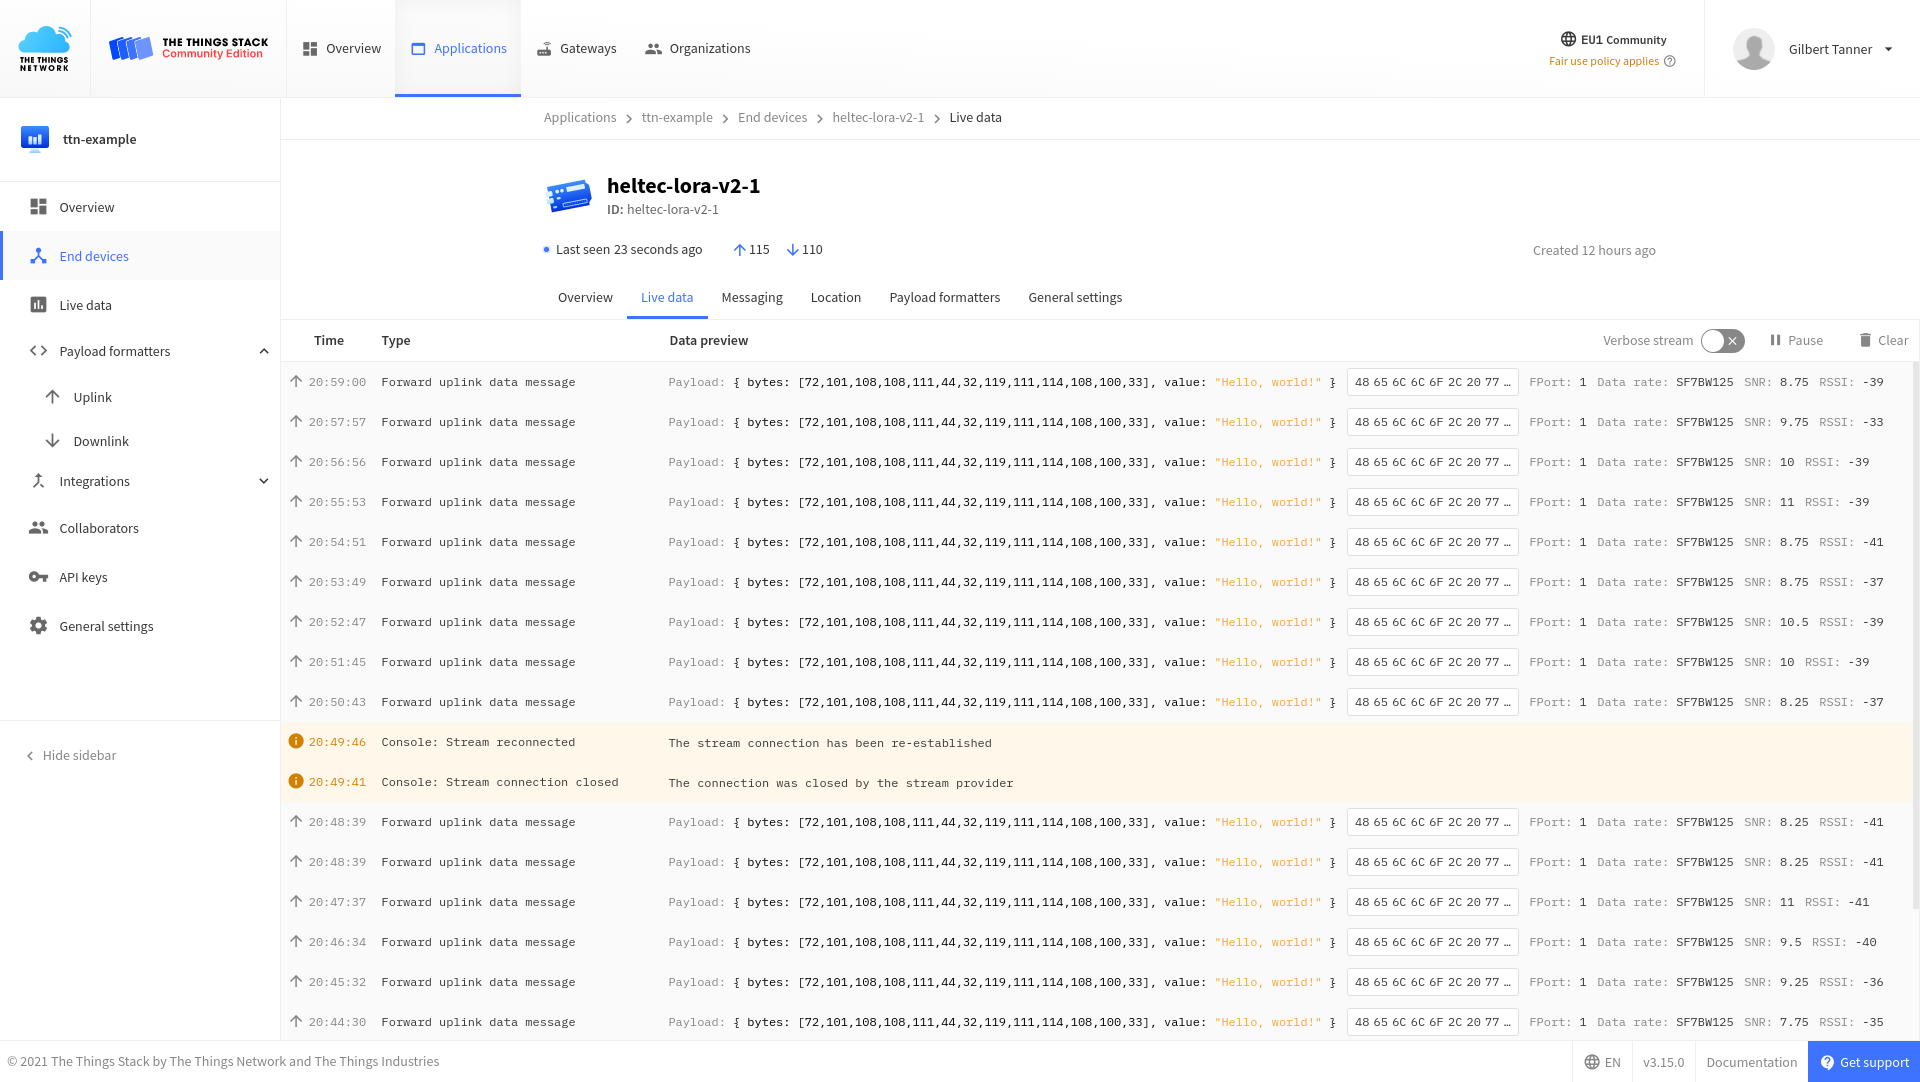 THE THINGS
NETWORK
THE THINGS STACK
Community Edition
Overview
Applications
Gateways
Organizations
EU1 Community
Fair use policy applies
Gilbert Tanner
ttn-example
Overview
End devices
Live data
Payload formatters
Uplink
Downlink
Integrations
Collaborators
API keys
General settings
Hide sidebar
Applications > ttn-example > End devices > heltec-lora-v2-1 > Live data
heltec-lora-v2-1
ID: heltec-lora-v2-1
Last seen 23 seconds ago ↑ 115 ↓ 110 Created 12 hours ago
Overview Live data Messaging Location Payload formatters General settings
Time Type Data preview Verbose stream Pause Clear
↑ 20:59:00 Forward uplink data message Payload: { bytes: [72,101,108,108,111,44,32,119,111,114,108,100,33], value: "Hello, world!" } 48 65 6C 6C 6F 2C 20 77 … FPort: 1 Data rate: SF7BW125 SNR: 8.75 RSSI: -39
↑ 20:57:57 Forward uplink data message Payload: { bytes: [72,101,108,108,111,44,32,119,111,114,108,100,33], value: "Hello, world!" } 48 65 6C 6C 6F 2C 20 77 … FPort: 1 Data rate: SF7BW125 SNR: 9.75 RSSI: -33
↑ 20:56:56 Forward uplink data message Payload: { bytes: [72,101,108,108,111,44,32,119,111,114,108,100,33], value: "Hello, world!" } 48 65 6C 6C 6F 2C 20 77 … FPort: 1 Data rate: SF7BW125 SNR: 10 RSSI: -39
↑ 20:55:53 Forward uplink data message Payload: { bytes: [72,101,108,108,111,44,32,119,111,114,108,100,33], value: "Hello, world!" } 48 65 6C 6C 6F 2C 20 77 … FPort: 1 Data rate: SF7BW125 SNR: 11 RSSI: -39
↑ 20:54:51 Forward uplink data message Payload: { bytes: [72,101,108,108,111,44,32,119,111,114,108,100,33], value: "Hello, world!" } 48 65 6C 6C 6F 2C 20 77 … FPort: 1 Data rate: SF7BW125 SNR: 8.75 RSSI: -41
↑ 20:53:49 Forward uplink data message Payload: { bytes: [72,101,108,108,111,44,32,119,111,114,108,100,33], value: "Hello, world!" } 48 65 6C 6C 6F 2C 20 77 … FPort: 1 Data rate: SF7BW125 SNR: 8.75 RSSI: -37
↑ 20:52:47 Forward uplink data message Payload: { bytes: [72,101,108,108,111,44,32,119,111,114,108,100,33], value: "Hello, world!" } 48 65 6C 6C 6F 2C 20 77 … FPort: 1 Data rate: SF7BW125 SNR: 10.5 RSSI: -39
↑ 20:51:45 Forward uplink data message Payload: { bytes: [72,101,108,108,111,44,32,119,111,114,108,100,33], value: "Hello, world!" } 48 65 6C 6C 6F 2C 20 77 … FPort: 1 Data rate: SF7BW125 SNR: 10 RSSI: -39
↑ 20:50:43 Forward uplink data message Payload: { bytes: [72,101,108,108,111,44,32,119,111,114,108,100,33], value: "Hello, world!" } 48 65 6C 6C 6F 2C 20 77 … FPort: 1 Data rate: SF7BW125 SNR: 8.25 RSSI: -37
20:49:46 Console: Stream reconnected The stream connection has been re-established
20:49:41 Console: Stream connection closed The connection was closed by the stream provider
↑ 20:48:39 Forward uplink data message Payload: { bytes: [72,101,108,108,111,44,32,119,111,114,108,100,33], value: "Hello, world!" } 48 65 6C 6C 6F 2C 20 77 … FPort: 1 Data rate: SF7BW125 SNR: 8.25 RSSI: -41
↑ 20:48:39 Forward uplink data message Payload: { bytes: [72,101,108,108,111,44,32,119,111,114,108,100,33], value: "Hello, world!" } 48 65 6C 6C 6F 2C 20 77 … FPort: 1 Data rate: SF7BW125 SNR: 8.25 RSSI: -41
↑ 20:47:37 Forward uplink data message Payload: { bytes: [72,101,108,108,111,44,32,119,111,114,108,100,33], value: "Hello, world!" } 48 65 6C 6C 6F 2C 20 77 … FPort: 1 Data rate: SF7BW125 SNR: 11 RSSI: -41
↑ 20:46:34 Forward uplink data message Payload: { bytes: [72,101,108,108,111,44,32,119,111,114,108,100,33], value: "Hello, world!" } 48 65 6C 6C 6F 2C 20 77 … FPort: 1 Data rate: SF7BW125 SNR: 9.5 RSSI: -40
↑ 20:45:32 Forward uplink data message Payload: { bytes: [72,101,108,108,111,44,32,119,111,114,108,100,33], value: "Hello, world!" } 48 65 6C 6C 6F 2C 20 77 … FPort: 1 Data rate: SF7BW125 SNR: 9.25 RSSI: -36
↑ 20:44:30 Forward uplink data message Payload: { bytes: [72,101,108,108,111,44,32,119,111,114,108,100,33], value: "Hello, world!" } 48 65 6C 6C 6F 2C 20 77 … FPort: 1 Data rate: SF7BW125 SNR: 7.75 RSSI: -35
© 2021 The Things Stack by The Things Network and The Things Industries EN v3.15.0 Documentation Get support